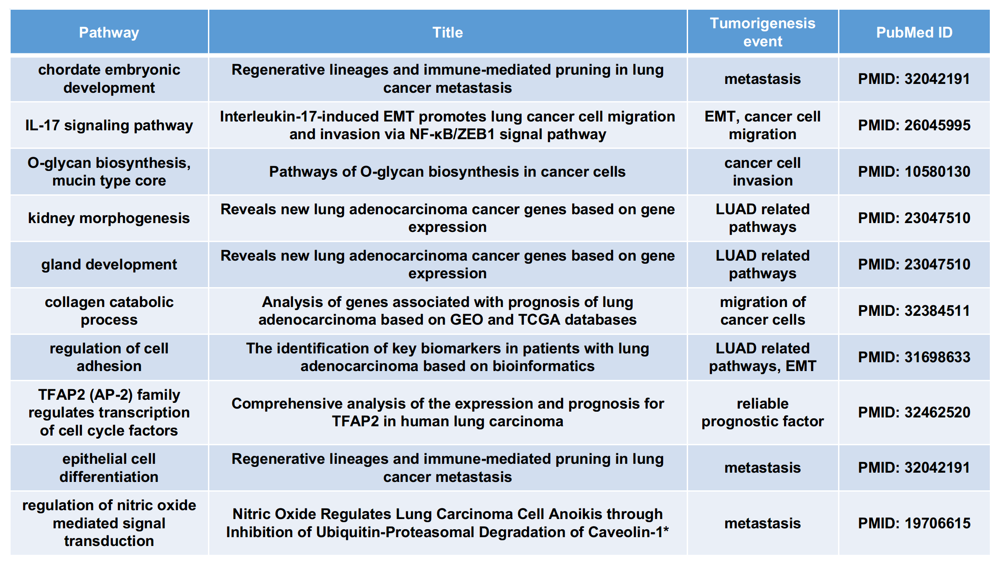 Pathway
Title
Tumorigenesis
event
PubMed ID
chordate embryonic
development
Regenerative lineages and immune-mediated pruning in lung
cancer metastasis
metastasis
PMID: 32042191
IL-17 signaling pathway
Interleukin-17-induced EMT promotes lung cancer cell migration
and invasion via NF-κB/ZEB1 signal pathway
EMT, cancer cell
migration
PMID: 26045995
O-glycan biosynthesis,
mucin type core
Pathways of O-glycan biosynthesis in cancer cells
cancer cell
invasion
PMID: 10580130
kidney morphogenesis
Reveals new lung adenocarcinoma cancer genes based on gene
expression
LUAD related
pathways
PMID: 23047510
gland development
Reveals new lung adenocarcinoma cancer genes based on gene
expression
LUAD related
pathways
PMID: 23047510
collagen catabolic
process
Analysis of genes associated with prognosis of lung
adenocarcinoma based on GEO and TCGA databases
migration of
cancer cells
PMID: 32384511
regulation of cell
adhesion
The identification of key biomarkers in patients with lung
adenocarcinoma based on bioinformatics
LUAD related
pathways, EMT
PMID: 31698633
TFAP2 (AP-2) family
regulates transcription
of cell cycle factors
Comprehensive analysis of the expression and prognosis for
TFAP2 in human lung carcinoma
reliable
prognostic factor
PMID: 32462520
epithelial cell
differentiation
Regenerative lineages and immune-mediated pruning in lung
cancer metastasis
metastasis
PMID: 32042191
regulation of nitric oxide
mediated signal
transduction
Nitric Oxide Regulates Lung Carcinoma Cell Anoikis through
Inhibition of Ubiquitin-Proteasomal Degradation of Caveolin-1*
metastasis
PMID: 19706615